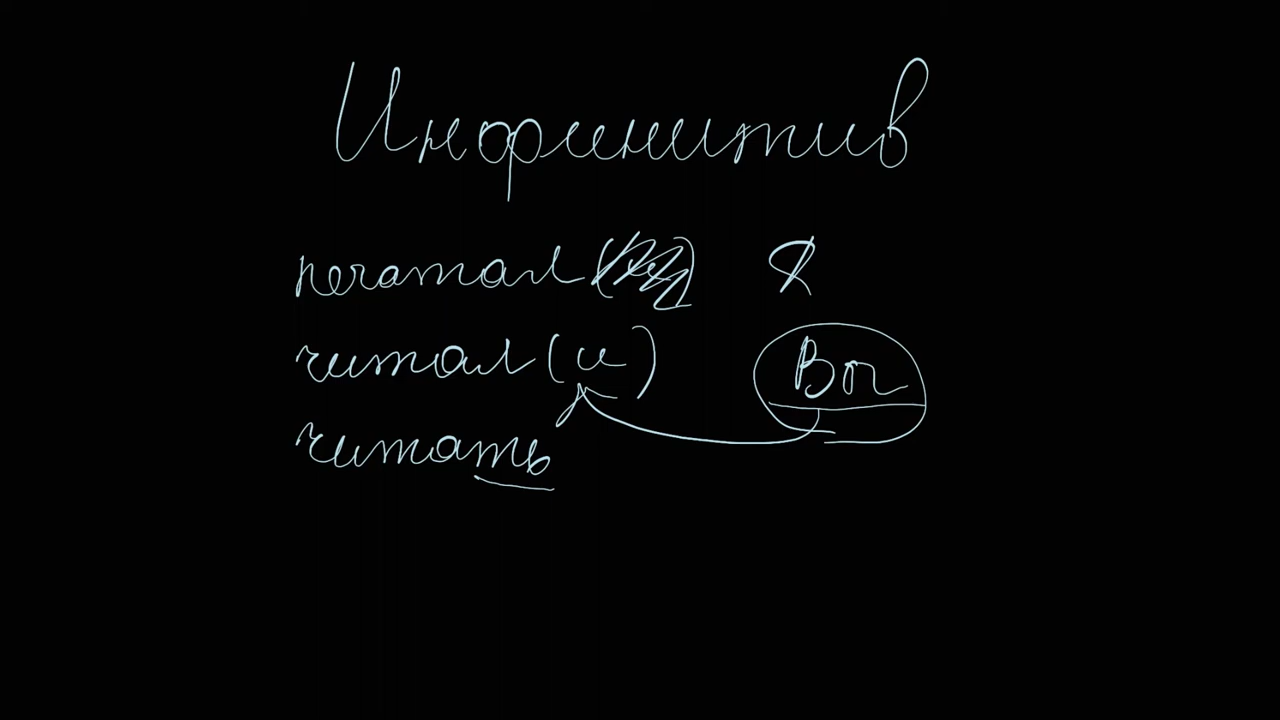 Инфинитив
печатал( ) Я
читал(и) Вы
читать